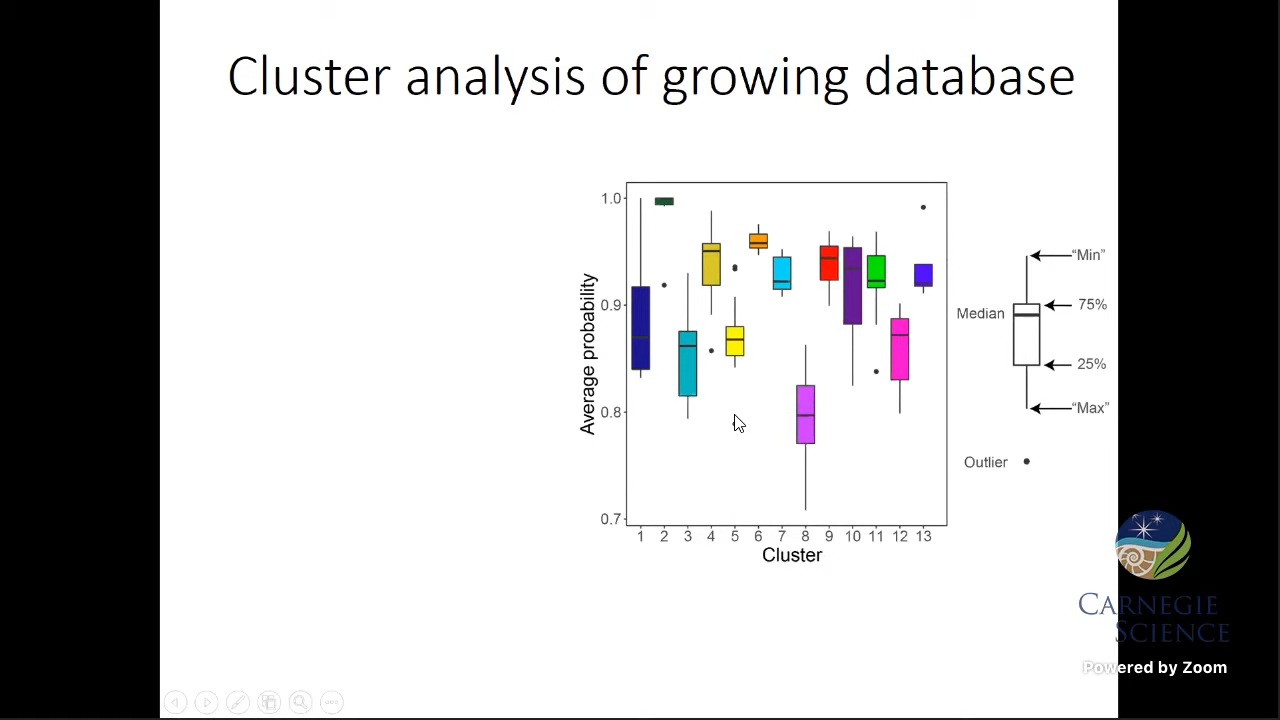 Cluster analysis of growing database
1.0
0.9
0.8
0.7
Average probability
1 2 3 4 5 6 7 8 9 10 11 12 13
Cluster
"Min"
75%
Median
25%
"Max"
Outlier
CARNEGIE
SCIENCE
Powered by Zoom